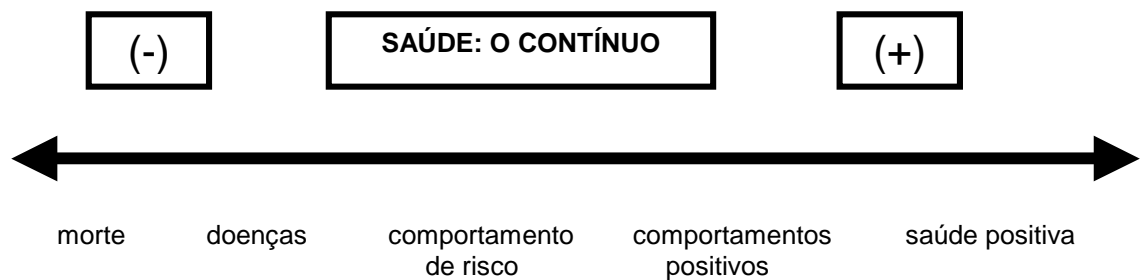 (-)
SAÚDE: O CONTÍNUO
(+)
morte
doenças
comportamento
de risco
comportamentos
positivos
saúde positiva